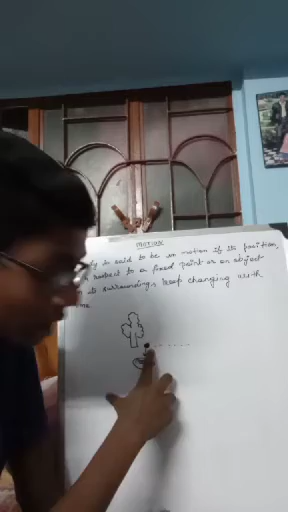 MOTION
is said to be in motion if its position,
respect to a fixed point or an object
its surroundings keep changing with